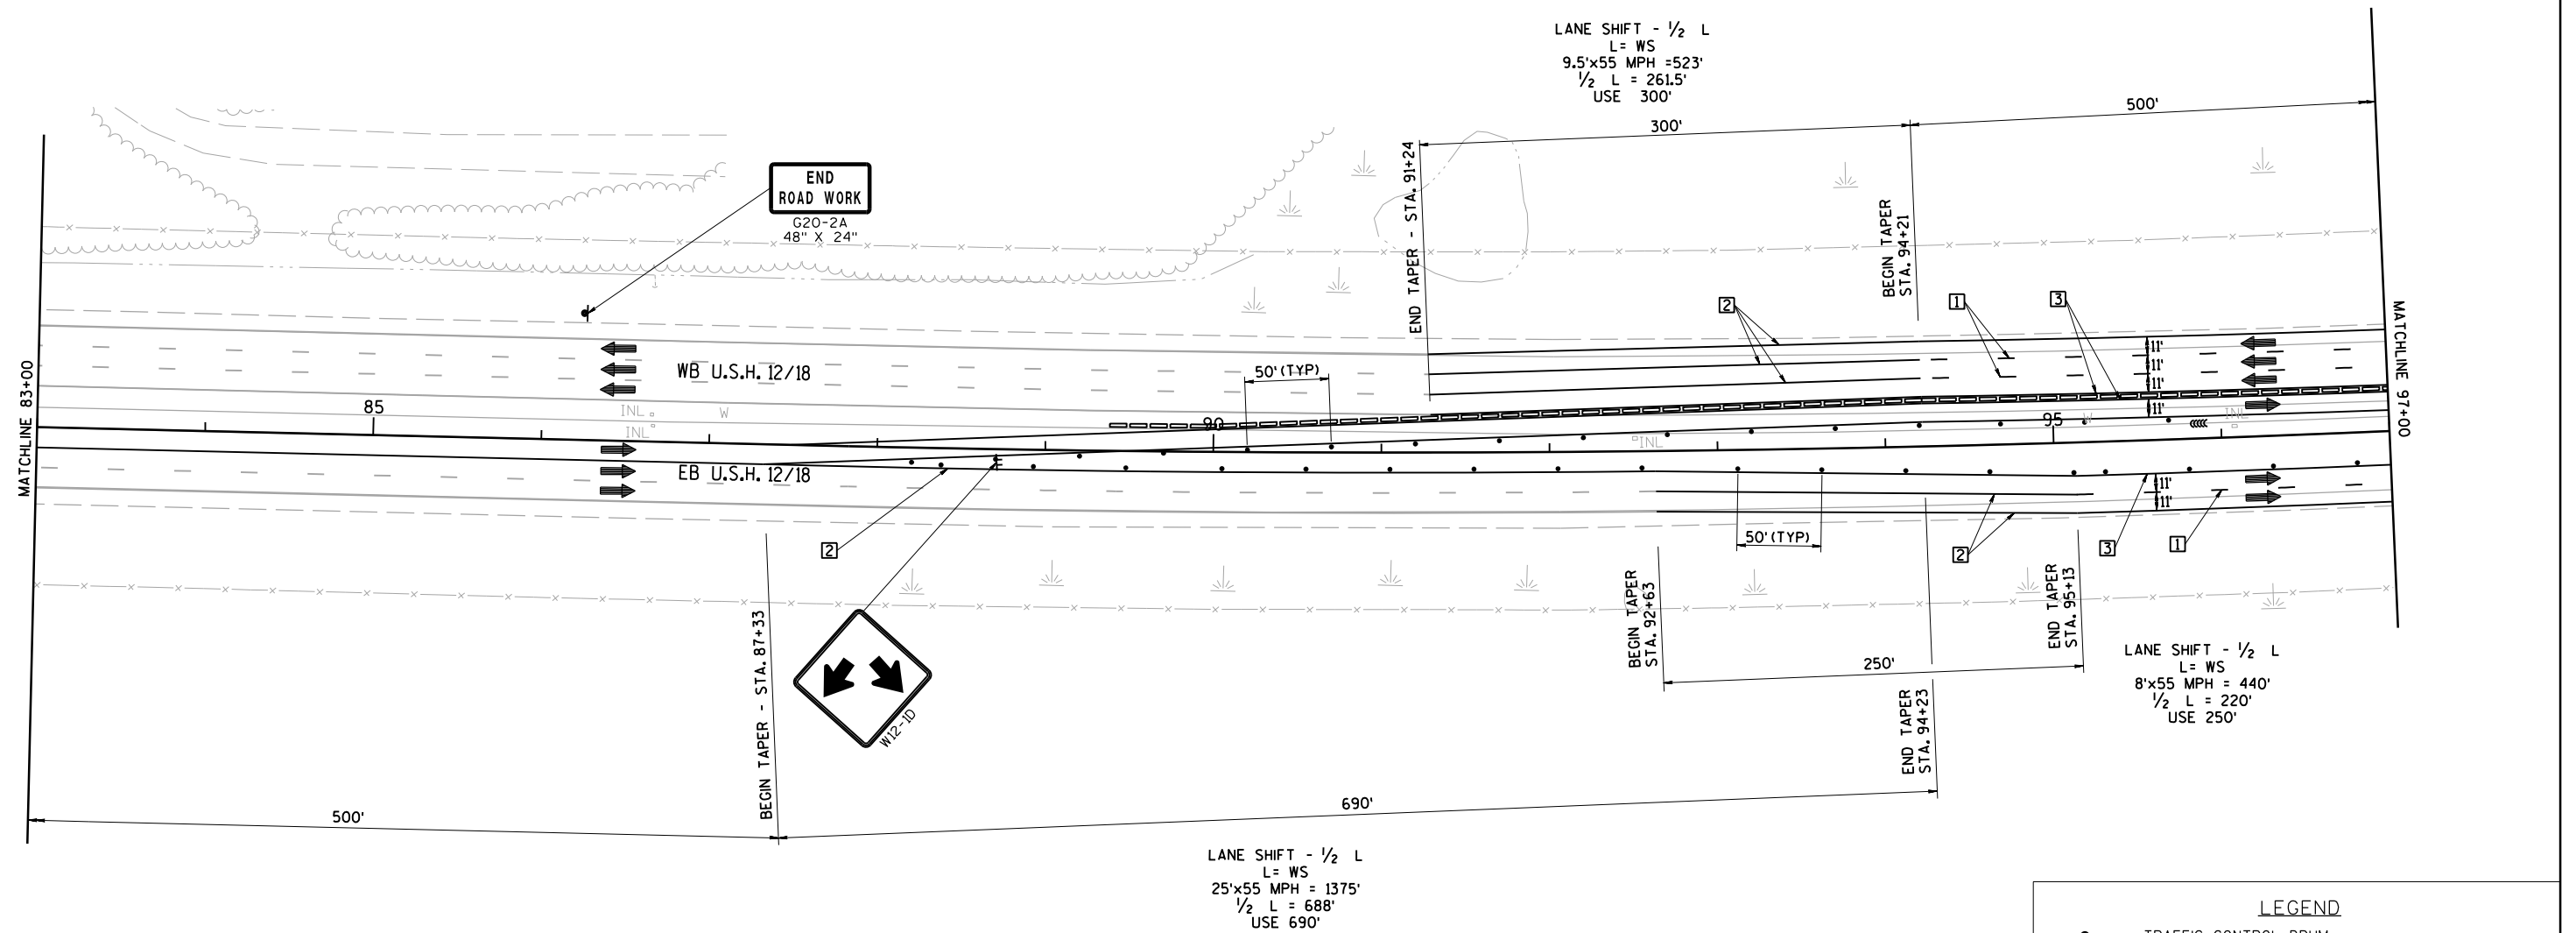 LANE SHIFT - 1/2 L
L= WS
9.5'x55 MPH =523'
1/2 L = 261.5'
USE 300'
500'
300'
END TAPER - STA. 91+24
BEGIN TAPER
STA. 94+21
END
ROAD WORK
G20-2A
48" X 24"
2
1
3
MATCHLINE 83+00
MATCHLINE 97+00
WB U.S.H. 12/18
50' (TYP)
11'
11'
11'
11'
85
90
95
INL
W
INL
INL
W
INL
EB U.S.H. 12/18
11'
11'
2
50' (TYP)
2
3
1
BEGIN TAPER - STA. 87+33
W12-1D
BEGIN TAPER
STA. 92+63
END TAPER
STA. 95+13
250'
END TAPER
STA. 94+23
LANE SHIFT - 1/2 L
L= WS
8'x55 MPH = 440'
1/2 L = 220'
USE 250'
500'
690'
LANE SHIFT - 1/2 L
L= WS
25'x55 MPH = 1375'
1/2 L = 688'
USE 690'
LEGEND
TRAFFIC CONTROL DRUM